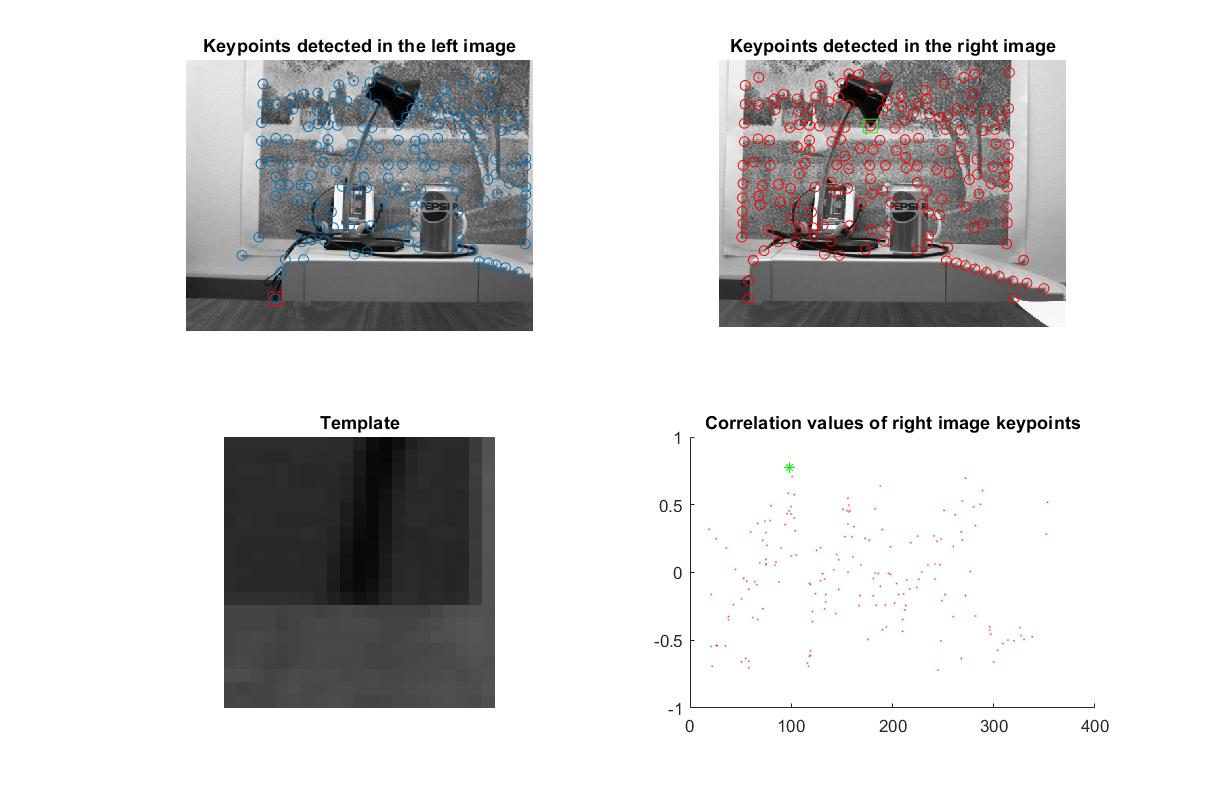 Keypoints detected in the left image
Keypoints detected in the right image
PEPSI P
PEPSI P
Template
Correlation values of right image keypoints
1
0.5
0
-0.5
-1
0
100
200
300
400